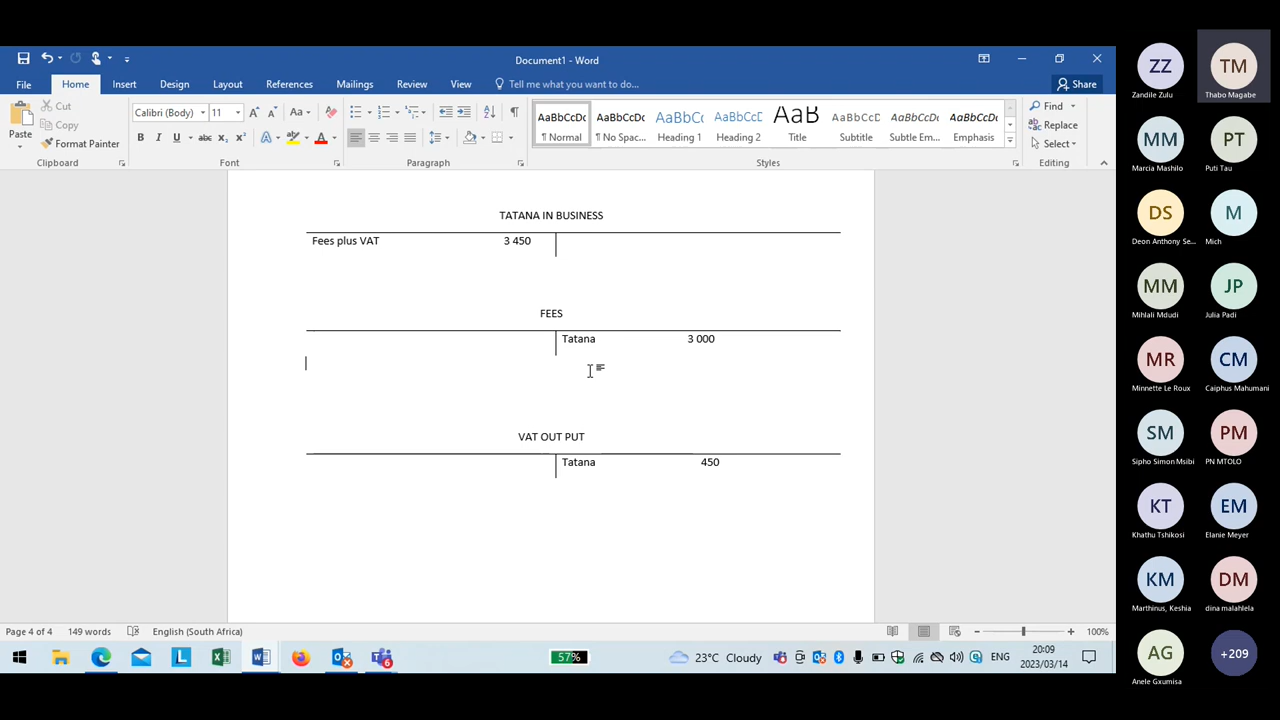 Document1 - Word
File Home Insert Design Layout References Mailings Review View Tell me what you want to do... Share
Paste
Cut
Copy
Format Painter
Clipboard
Calibri (Body) 11
Font
Paragraph
AaBbCcDc AaBbCcDc AaBbCc AaBbCcD AaB AaBbCcD AaBbCcD AaBbCcDc
¶ Normal ¶ No Spac... Heading 1 Heading 2 Title Subtitle Subtle Em... Emphasis
Styles
Find
Replace
Select
Editing
TATANA IN BUSINESS
Fees plus VAT 3 450
FEES
Tatana 3 000
VAT OUT PUT
Tatana 450
Page 4 of 4 149 words English (South Africa) 100%
57% 23°C Cloudy ENG
20:09
2023/03/14
ZZ TM
Zandile Zulu Thabo Magabe
MM PT
Marcia Mashilo Puti Tau
DS M
Deon Anthony Se... Mich
MM JP
Mihlali Mdudi Julia Padi
MR CM
Minnette Le Roux Caiphus Mahumani
SM PM
Sipho Simon Msibi PN MTOLO
KT EM
Khathu Tshikosi Elanie Meyer
KM DM
Marthinus, Keshia dina malahlela
AG +209
Anele Gxumisa